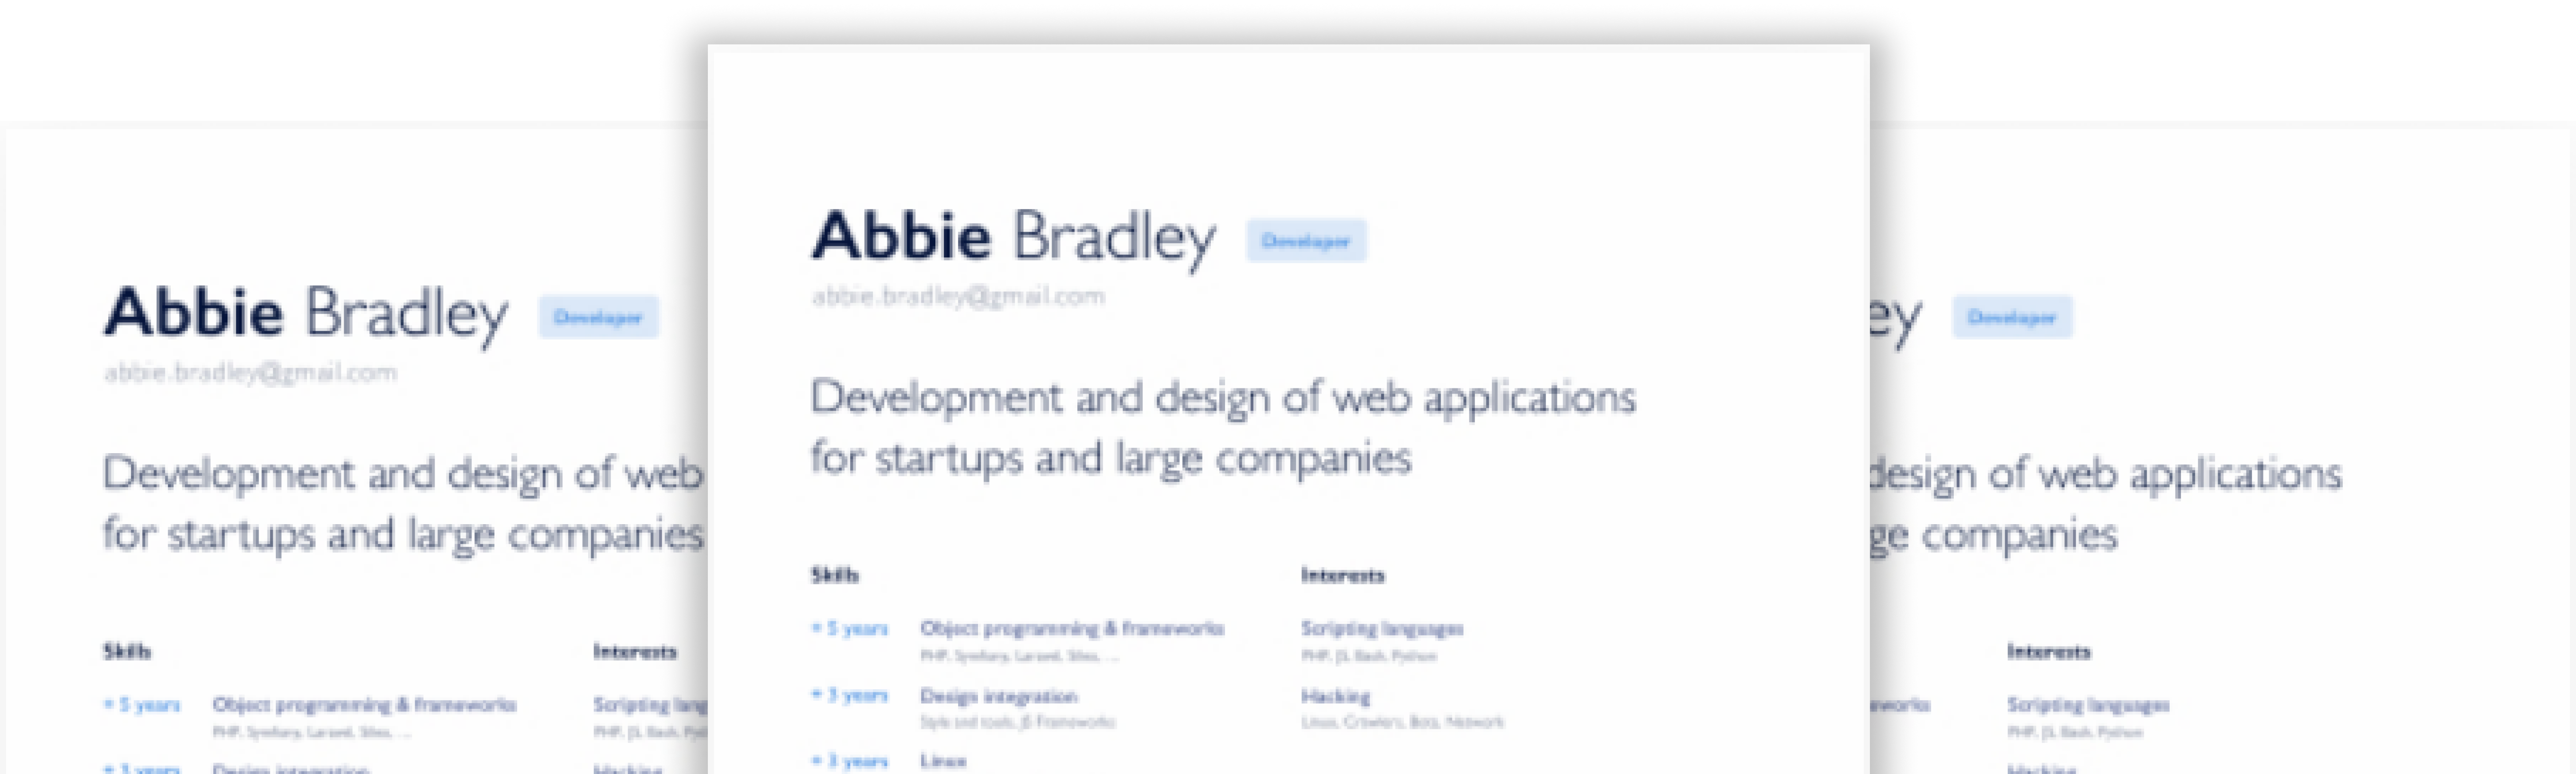 Abbie Bradley Developer
abbie.bradley@gmail.com
Development and design of web
for startups and large companies
Skills Interests
+ 5 years Object programming & frameworks Scripting lang
PHP, Symfony, Laravel, Silex, ... PHP, JS, Bash, Pyt
+ 3 years Design integration Hacking
Abbie Bradley Developer
abbie.bradley@gmail.com
Development and design of web applications
for startups and large companies
Skills Interests
+ 5 years Object programming & frameworks Scripting languages
PHP, Symfony, Laravel, Silex, ... PHP, JS, Bash, Python
+ 3 years Design integration Hacking
Style and tools, JS Frameworks Linux, Crawlers, Bots, Network
+ 3 years Linux
ey Developer
design of web applications
ge companies
Interests
eworks Scripting languages
PHP, JS, Bash, Python
Hacking